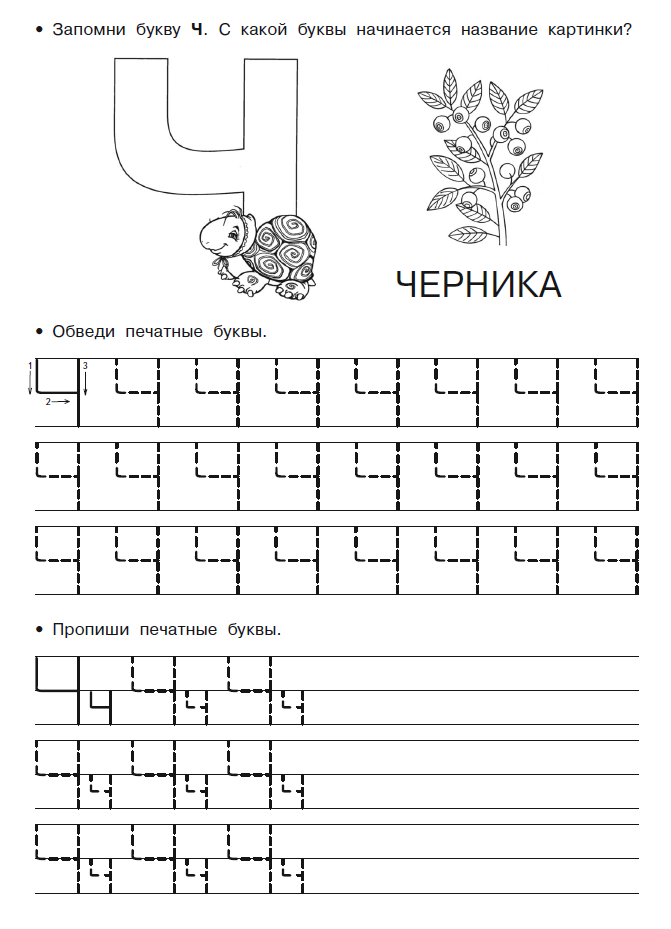 • Запомни букву Ч. С какой буквы начинается название картинки?
Ч
ЧЕРНИКА
• Обведи печатные буквы.
1 3
2
Ч Ч Ч Ч Ч Ч Ч Ч
Ч Ч Ч Ч Ч Ч Ч Ч
Ч Ч Ч Ч Ч Ч Ч Ч
• Пропиши печатные буквы.
Ч ч Ч ч Ч ч
Ч ч Ч ч Ч ч
Ч ч Ч ч Ч ч